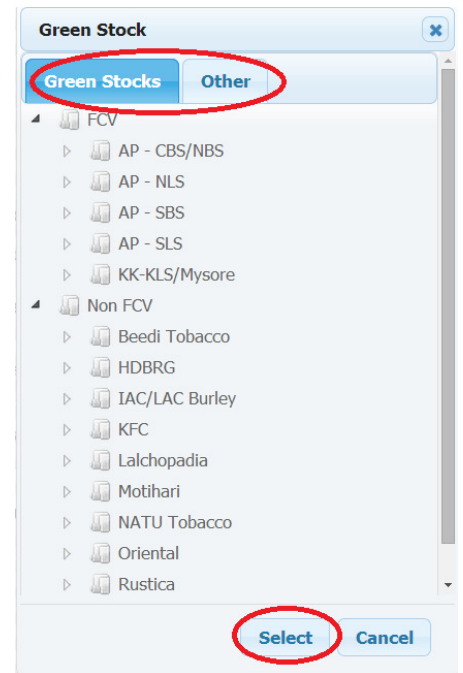 Green Stock
Green Stocks Other
FCV
AP - CBS/NBS
AP - NLS
AP - SBS
AP - SLS
KK-KLS/Mysore
Non FCV
Beedi Tobacco
HDBRG
IAC/LAC Burley
KFC
Lalchopadia
Motihari
NATU Tobacco
Oriental
Rustica
Select Cancel